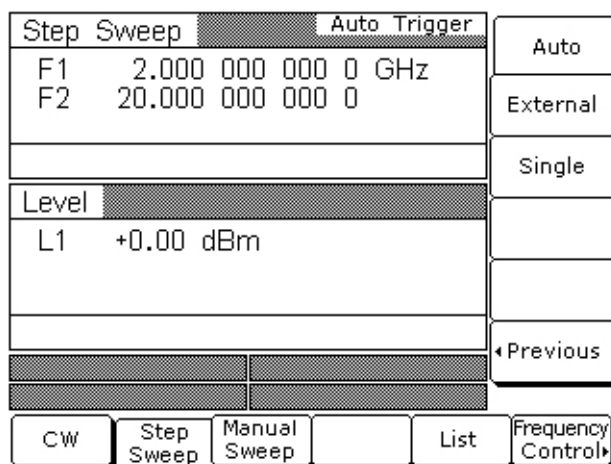 Step Sweep Auto Trigger
F1 2.000 000 000 0 GHz
F2 20.000 000 000 0
Level
L1 +0.00 dBm
Auto
External
Single
Previous
CW
Step
Sweep
Manual
Sweep
List
Frequency
Control